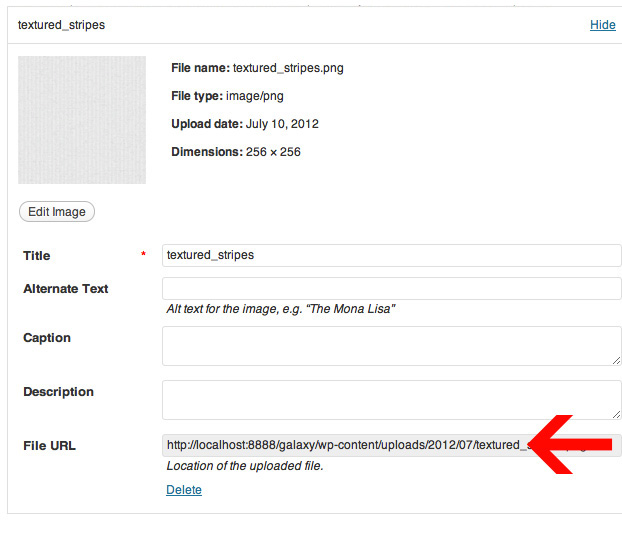 textured_stripes
Hide
File name: textured_stripes.png
File type: image/png
Upload date: July 10, 2012
Dimensions: 256 × 256
Edit Image
Title * textured_stripes
Alternate Text
Alt text for the image, e.g. “The Mona Lisa”
Caption
Description
File URL http://localhost:8888/galaxy/wp-content/uploads/2012/07/textured_
Location of the uploaded file.
Delete